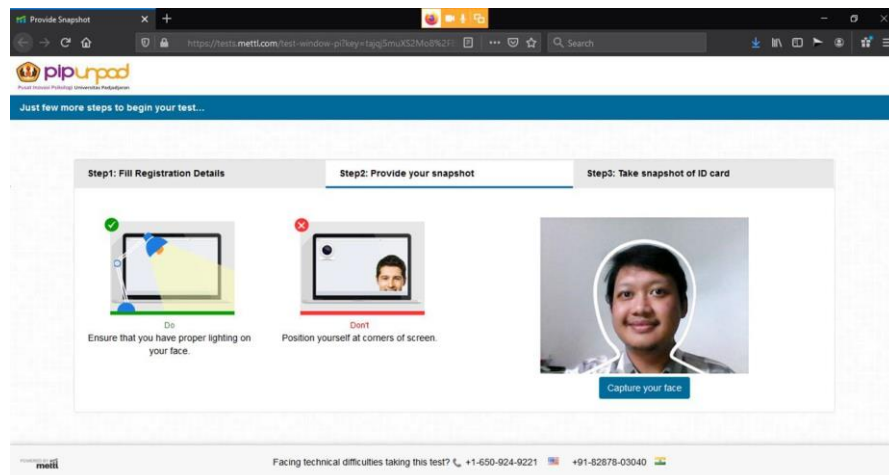 Provide Snapshot
https://tests.mettl.com/test-window-pi?key=
Search
pipunpad
Pusat Inovasi Psikologi Universitas Padjadjaran
Just few more steps to begin your test...
Step1: Fill Registration Details
Step2: Provide your snapshot
Step3: Take snapshot of ID card
Do
Ensure that you have proper lighting on
your face.
Don't
Position yourself at corners of screen.
Capture your face
POWERED BY mettl
Facing technical difficulties taking this test? +1-650-924-9221 +91-82878-03040